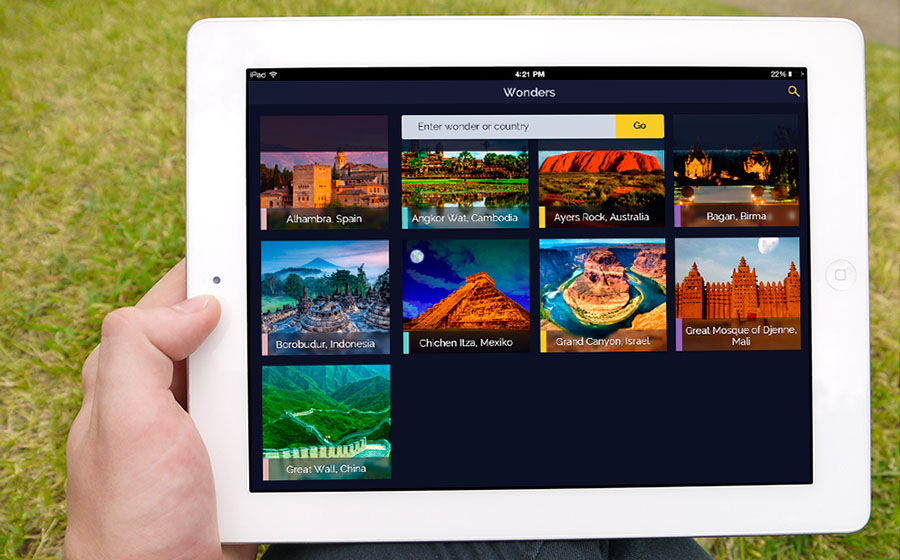 iPad 4:21 PM 22%
Wonders
Enter wonder or country Go
Alhambra, Spain
Angkor Wat, Cambodia
Ayers Rock, Australia
Bagan, Birma
Borobudur, Indonesia
Chichen Itza, Mexiko
Grand Canyon, Israel
Great Mosque of Djenne,
Mali
Great Wall, China